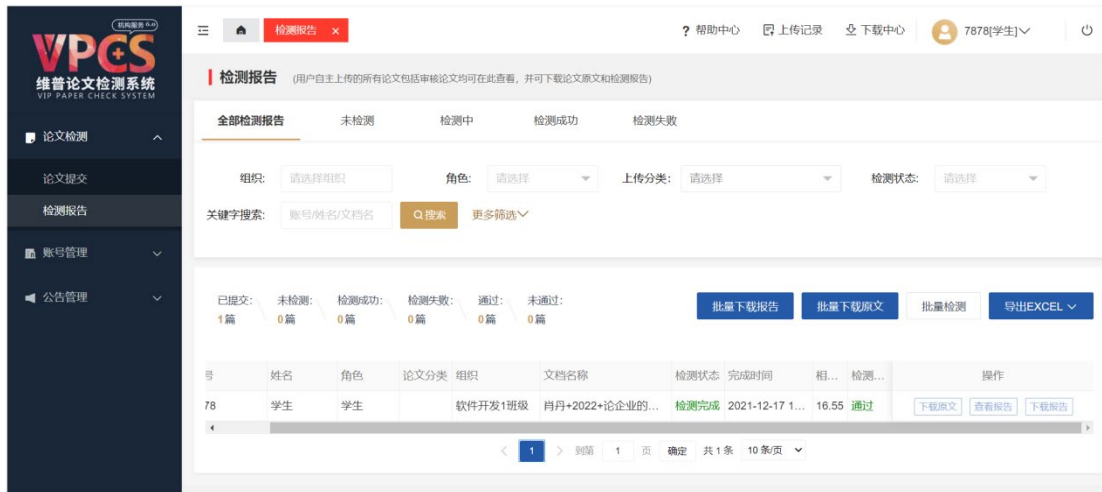 机构服务 6.0
VPCS
维普论文检测系统
VIP PAPER CHECK SYSTEM
论文检测
论文提交
检测报告
账号管理
公告管理
检测报告 ×
? 帮助中心 上传记录 下载中心 7878[学生]
检测报告 (用户自主上传的所有论文包括审核论文均可在此查看，并可下载论文原文和检测报告)
全部检测报告 未检测 检测中 检测成功 检测失败
组织: 请选择组织 角色: 请选择 上传分类: 请选择 检测状态: 请选择
关键字搜索: 账号/姓名/文档名 搜索 更多筛选
已提交: 未检测: 检测成功: 检测失败: 通过: 未通过:
1篇 0篇 0篇 0篇 0篇 0篇
批量下载报告 批量下载原文 批量检测 导出EXCEL
号 姓名 角色 论文分类 组织 文档名称 检测状态 完成时间 相... 检测... 操作
78 学生 学生 软件开发1班级 肖丹+2022+论企业的... 检测完成 2021-12-17 1... 16.55 通过 下载原文 查看报告 下载报告
< 1 > 到第 1 页 确定 共 1 条 10 条/页